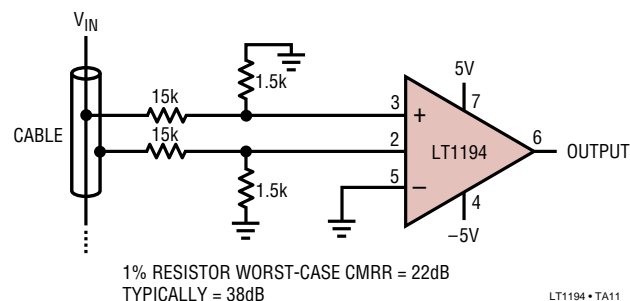 V_IN
1.5k
5V
15k
3
+
7
CABLE
15k
2
LT1194
6
OUTPUT
5
–
1.5k
4
–5V
1% RESISTOR WORST-CASE CMRR = 22dB
TYPICALLY = 38dB
LT1194 • TA11